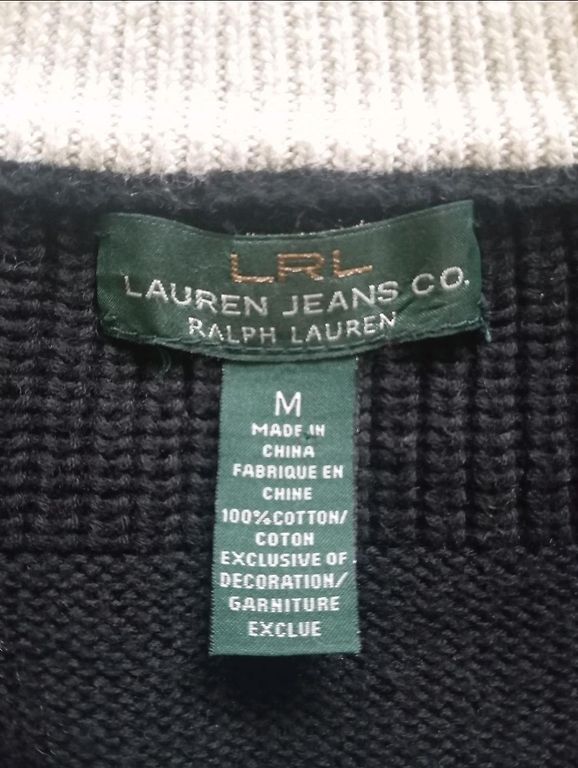 LRL
LAUREN JEANS CO.
RALPH LAUREN
M
MADE IN
CHINA
FABRIQUE EN
CHINE
100%COTTON/
COTON
EXCLUSIVE OF
DECORATION/
GARNITURE
EXCLUE